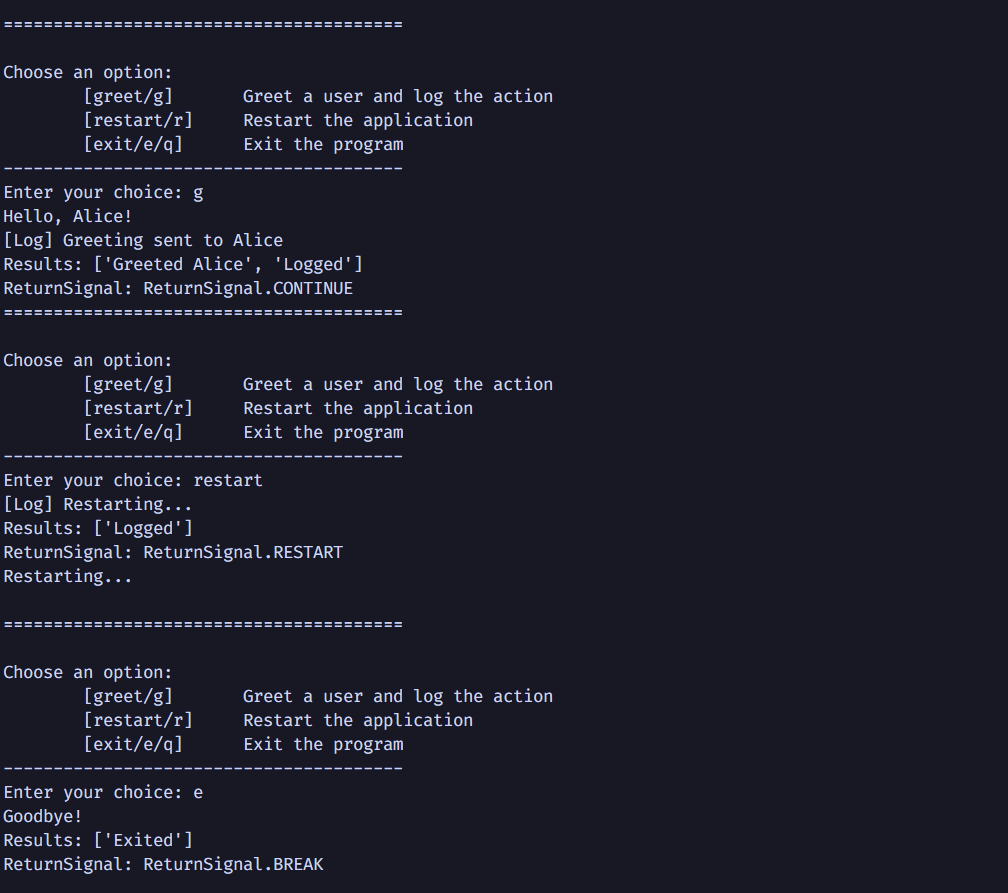 ========================================
Choose an option:
        [greet/g]       Greet a user and log the action
        [restart/r]     Restart the application
        [exit/e/q]      Exit the program
----------------------------------------
Enter your choice: g
Hello, Alice!
[Log] Greeting sent to Alice
Results: ['Greeted Alice', 'Logged']
ReturnSignal: ReturnSignal.CONTINUE
========================================
Choose an option:
        [greet/g]       Greet a user and log the action
        [restart/r]     Restart the application
        [exit/e/q]      Exit the program
----------------------------------------
Enter your choice: restart
[Log] Restarting...
Results: ['Logged']
ReturnSignal: ReturnSignal.RESTART
Restarting...
========================================
Choose an option:
        [greet/g]       Greet a user and log the action
        [restart/r]     Restart the application
        [exit/e/q]      Exit the program
----------------------------------------
Enter your choice: e
Goodbye!
Results: ['Exited']
ReturnSignal: ReturnSignal.BREAK